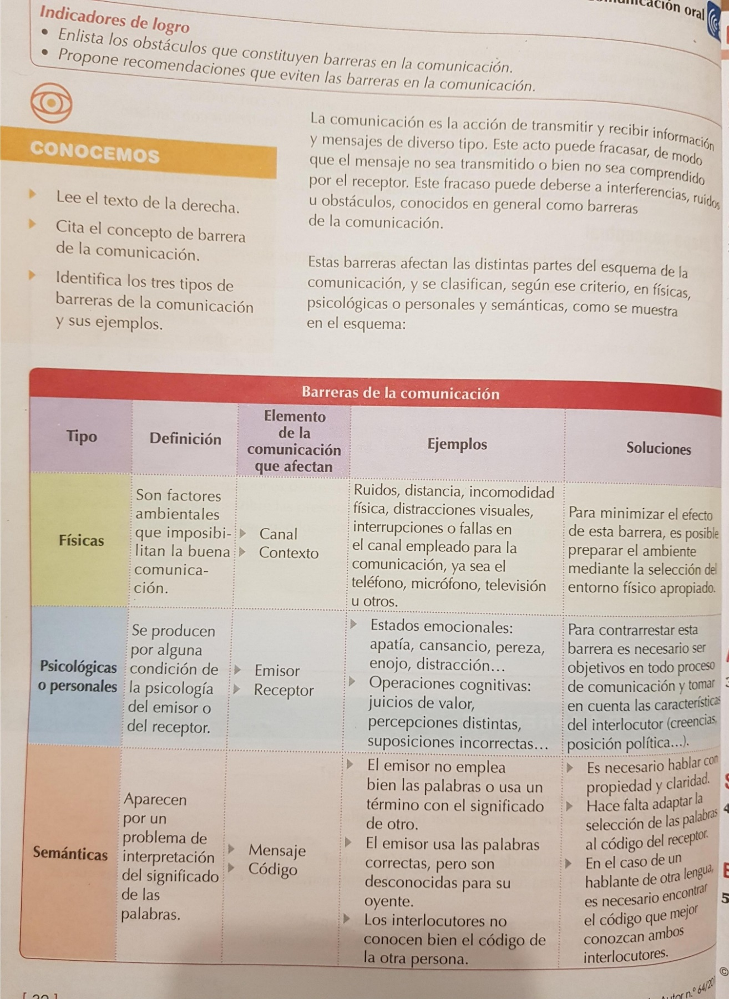 ación oral
Indicadores de logro
• Enlista los obstáculos que constituyen barreras en la comunicación.
• Propone recomendaciones que eviten las barreras en la comunicación.
CONOCEMOS
Lee el texto de la derecha.
Cita el concepto de barrera
de la comunicación.
Identifica los tres tipos de
barreras de la comunicación
y sus ejemplos.
La comunicación es la acción de transmitir y recibir información
y mensajes de diverso tipo. Este acto puede fracasar, de modo
que el mensaje no sea transmitido o bien no sea comprendido
por el receptor. Este fracaso puede deberse a interferencias, ruidos
u obstáculos, conocidos en general como barreras
de la comunicación.
Estas barreras afectan las distintas partes del esquema de la
comunicación, y se clasifican, según ese criterio, en físicas,
psicológicas o personales y semánticas, como se muestra
en el esquema:
Barreras de la comunicación
Tipo
Definición
Elemento
de la
comunicación
que afectan
Ejemplos
Soluciones
Físicas
Son factores
ambientales
que imposibi-
litan la buena
comunica-
ción.
Canal
Contexto
Ruidos, distancia, incomodidad
física, distracciones visuales,
interrupciones o fallas en
el canal empleado para la
comunicación, ya sea el
teléfono, micrófono, televisión
u otros.
Para minimizar el efecto
de esta barrera, es posible
preparar el ambiente
mediante la selección del
entorno físico apropiado.
Psicológicas
o personales
Se producen
por alguna
condición de
la psicología
del emisor o
del receptor.
Emisor
Receptor
Estados emocionales:
apatía, cansancio, pereza,
enojo, distracción...
Operaciones cognitivas:
juicios de valor,
percepciones distintas,
suposiciones incorrectas...
Para contrarrestar esta
barrera es necesario ser
objetivos en todo proceso
de comunicación y tomar
en cuenta las características
del interlocutor (creencias,
posición política...).
Semánticas
Aparecen
por un
problema de
interpretación
del significado
de las
palabras.
Mensaje
Código
El emisor no emplea
bien las palabras o usa un
término con el significado
de otro.
El emisor usa las palabras
correctas, pero son
desconocidas para su
oyente.
Los interlocutores no
conocen bien el código de
la otra persona.
Es necesario hablar con
propiedad y claridad.
Hace falta adaptar la
selección de las palabras
al código del receptor.
En el caso de un
hablante de otra lengua,
es necesario encontrar
el código que mejor
conozcan ambos
interlocutores.
©
n.º 64/20
4
5